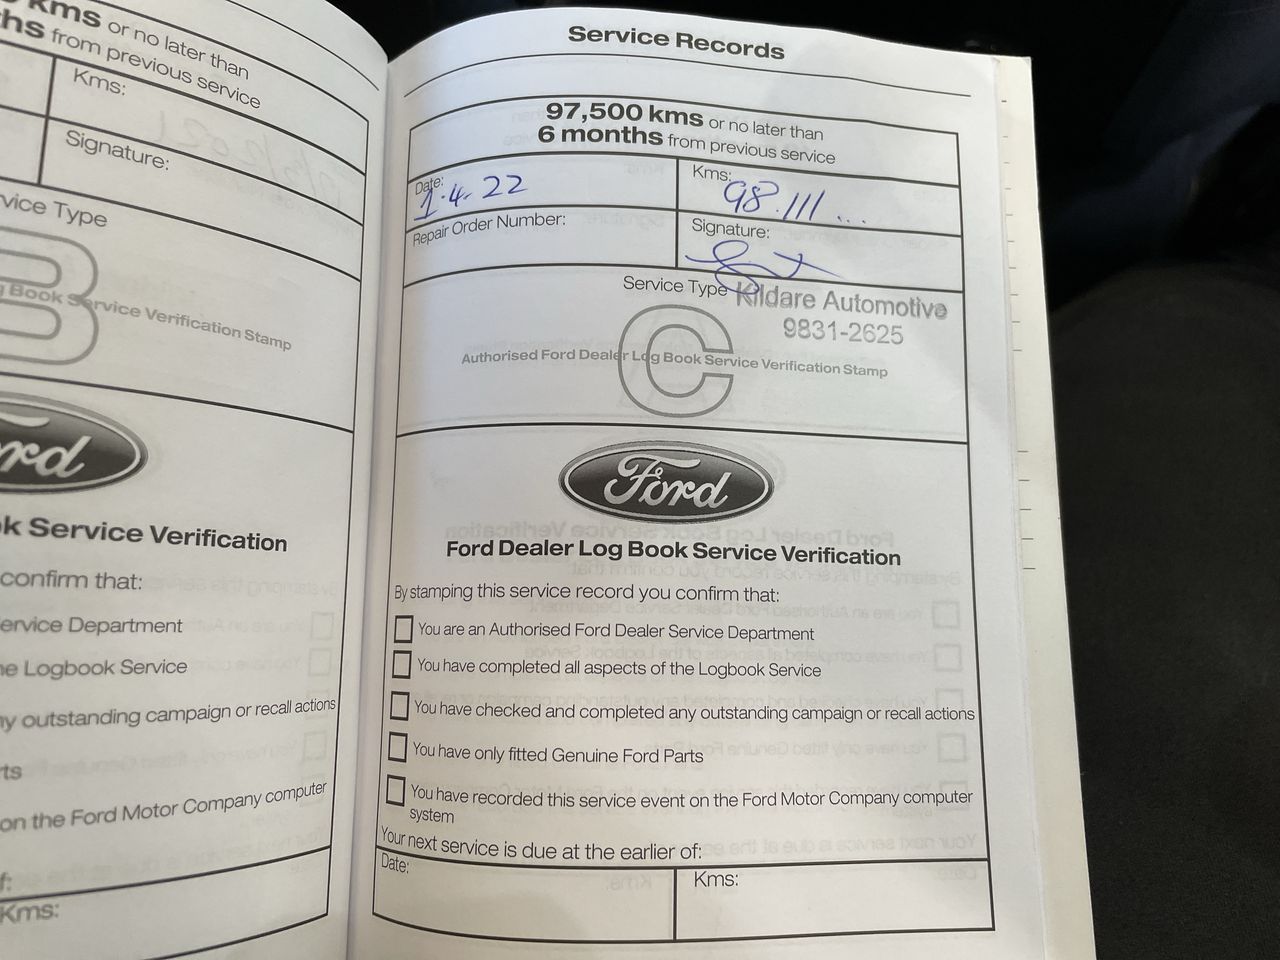 kms or no later than
ths from previous service
Kms:
Signature:
vice Type
B
g Book Service Verification Stamp
Ford
k Service Verification
confirm that:
ervice Department
he Logbook Service
ny outstanding campaign or recall actions
rts
on the Ford Motor Company computer
f:
Kms:
Service Records
97,500 kms or no later than
6 months from previous service
Date:
1.4.22
Kms:
98.111...
Repair Order Number:
Signature:
Service Type
Kildare Automotive
9831-2625
C
Authorised Ford Dealer Log Book Service Verification Stamp
Ford
Ford Dealer Log Book Service Verification
By stamping this service record you confirm that:
You are an Authorised Ford Dealer Service Department
You have completed all aspects of the Logbook Service
You have checked and completed any outstanding campaign or recall actions
You have only fitted Genuine Ford Parts
You have recorded this service event on the Ford Motor Company computer
system
Your next service is due at the earlier of:
Date:
Kms: